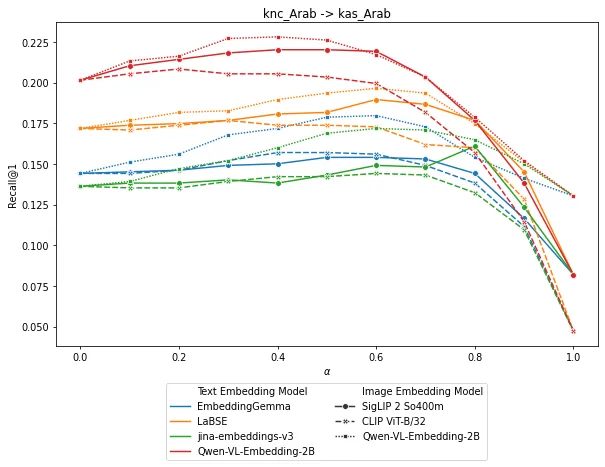 knc_Arab -> kas_Arab
Recall@1
0.225
0.200
0.175
0.150
0.125
0.100
0.075
0.050
0.0 0.2 0.4 0.6 0.8 1.0
α
Text Embedding Model Image Embedding Model
EmbeddingGemma SigLIP 2 So400m
LaBSE CLIP ViT-B/32
jina-embeddings-v3 Qwen-VL-Embedding-2B
Qwen-VL-Embedding-2B